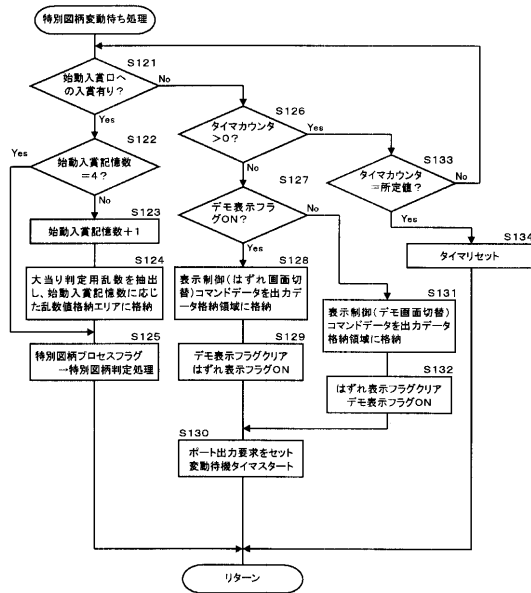 特別図柄変動待ち処理
S121
始動入賞口へ
の入賞有り?
No
Yes
S122
Yes
始動入賞記憶数
=4?
No
S123
始動入賞記憶数+1
S124
大当り判定用乱数を抽出
し、始動入賞記憶数に応じ
た乱数値格納エリアに格納
S125
特別図柄プロセスフラグ
→特別図柄判定処理
S126
タイマカウンタ
>0?
Yes
No
S127
デモ表示フラ
グON?
No
Yes
S128
表示制御(はずれ画面切
替)コマンドデータを出力デ
ータ格納領域に格納
S129
デモ表示フラグクリア
はずれ表示フラグON
S130
ポート出力要求をセット
変動待機タイマスタート
S131
表示制御(デモ画面切替)
コマンドデータを出力データ
格納領域に格納
S132
はずれ表示フラグクリア
デモ表示フラグON
S133
タイマカウンタ
=所定値?
No
Yes
S134
タイマリセット
リターン